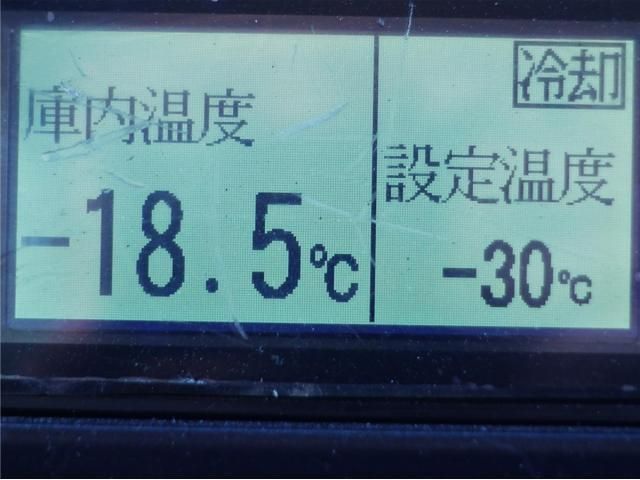 庫内温度
-18.5℃
冷却
設定温度
-30℃